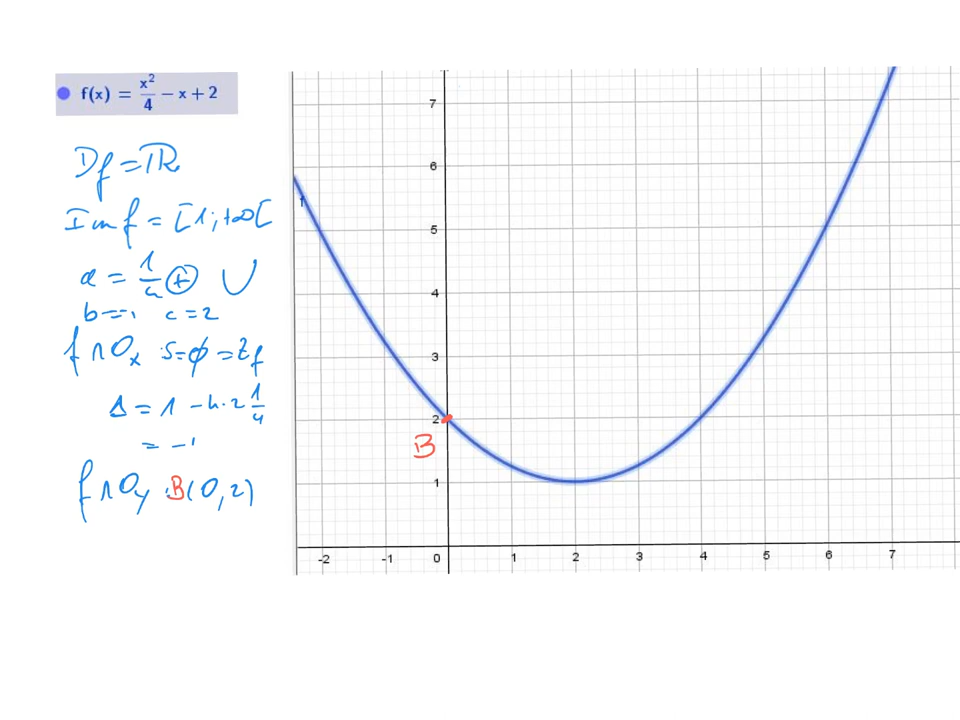 f(x) = x²/4 − x + 2
Df = ℝ
Im f = [1; +∞[
a = 1/4 ⊕ ∪
b = -1 c = 2
f ∩ Ox S = ∅ = Zf
Δ = 1 - 4·2 1/4
= -1
f ∩ Oy B(0, 2)
f
B
7
6
5
4
3
2
1
-2 -1 0 1 2 3 4 5 6 7